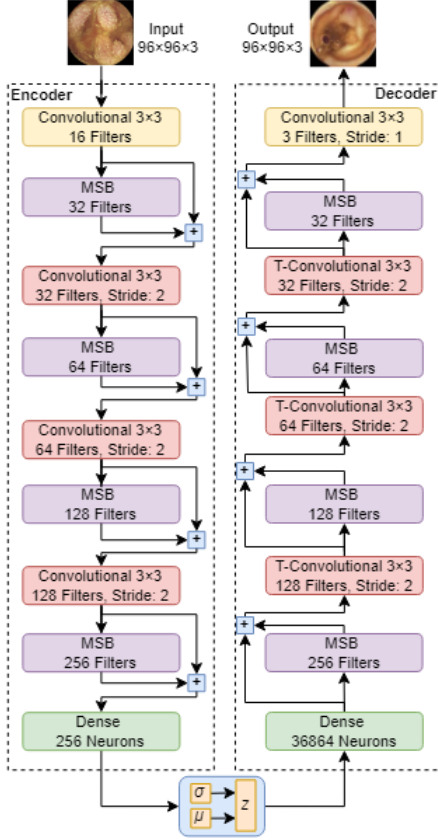 Input
96×96×3
Output
96×96×3
Encoder
Convolutional 3×3
16 Filters
MSB
32 Filters
+
Convolutional 3×3
32 Filters, Stride: 2
MSB
64 Filters
+
Convolutional 3×3
64 Filters, Stride: 2
MSB
128 Filters
+
Convolutional 3×3
128 Filters, Stride: 2
MSB
256 Filters
+
Dense
256 Neurons
σ
μ
z
Decoder
Convolutional 3×3
3 Filters, Stride: 1
+
MSB
32 Filters
T-Convolutional 3×3
32 Filters, Stride: 2
+
MSB
64 Filters
T-Convolutional 3×3
64 Filters, Stride: 2
+
MSB
128 Filters
T-Convolutional 3×3
128 Filters, Stride: 2
+
MSB
256 Filters
Dense
36864 Neurons